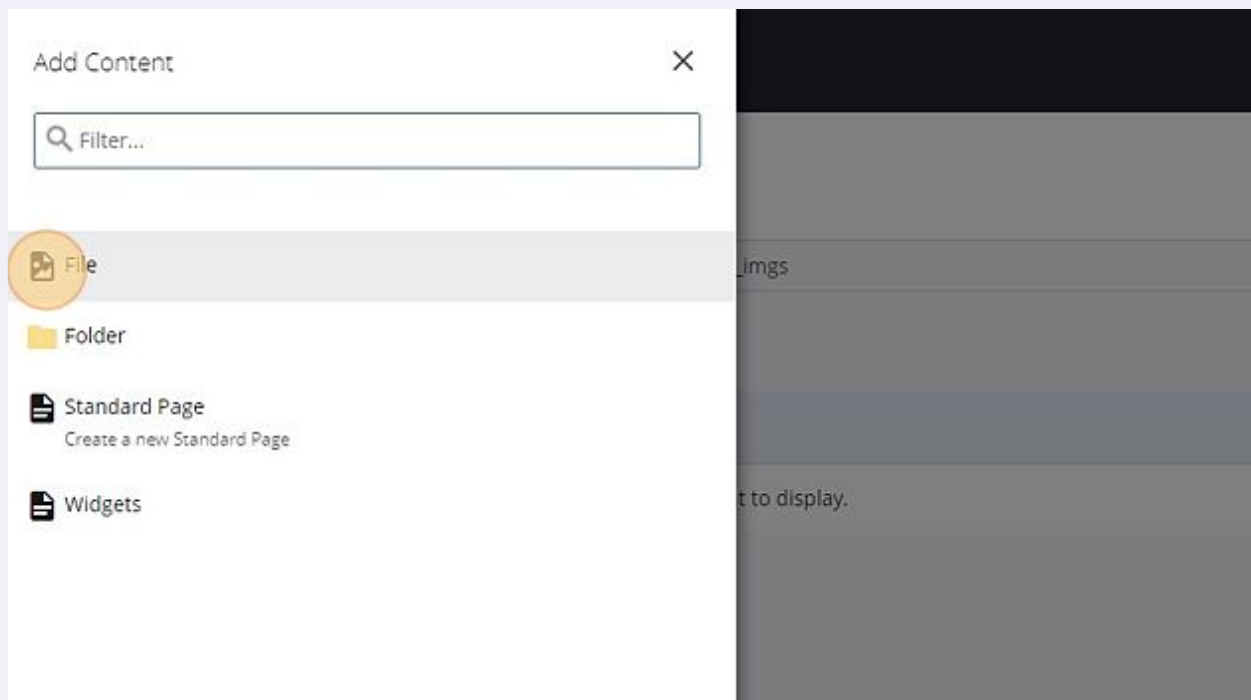 Add Content
Filter...
File
_imgs
Folder
Standard Page
Create a new Standard Page
Widgets
t to display.